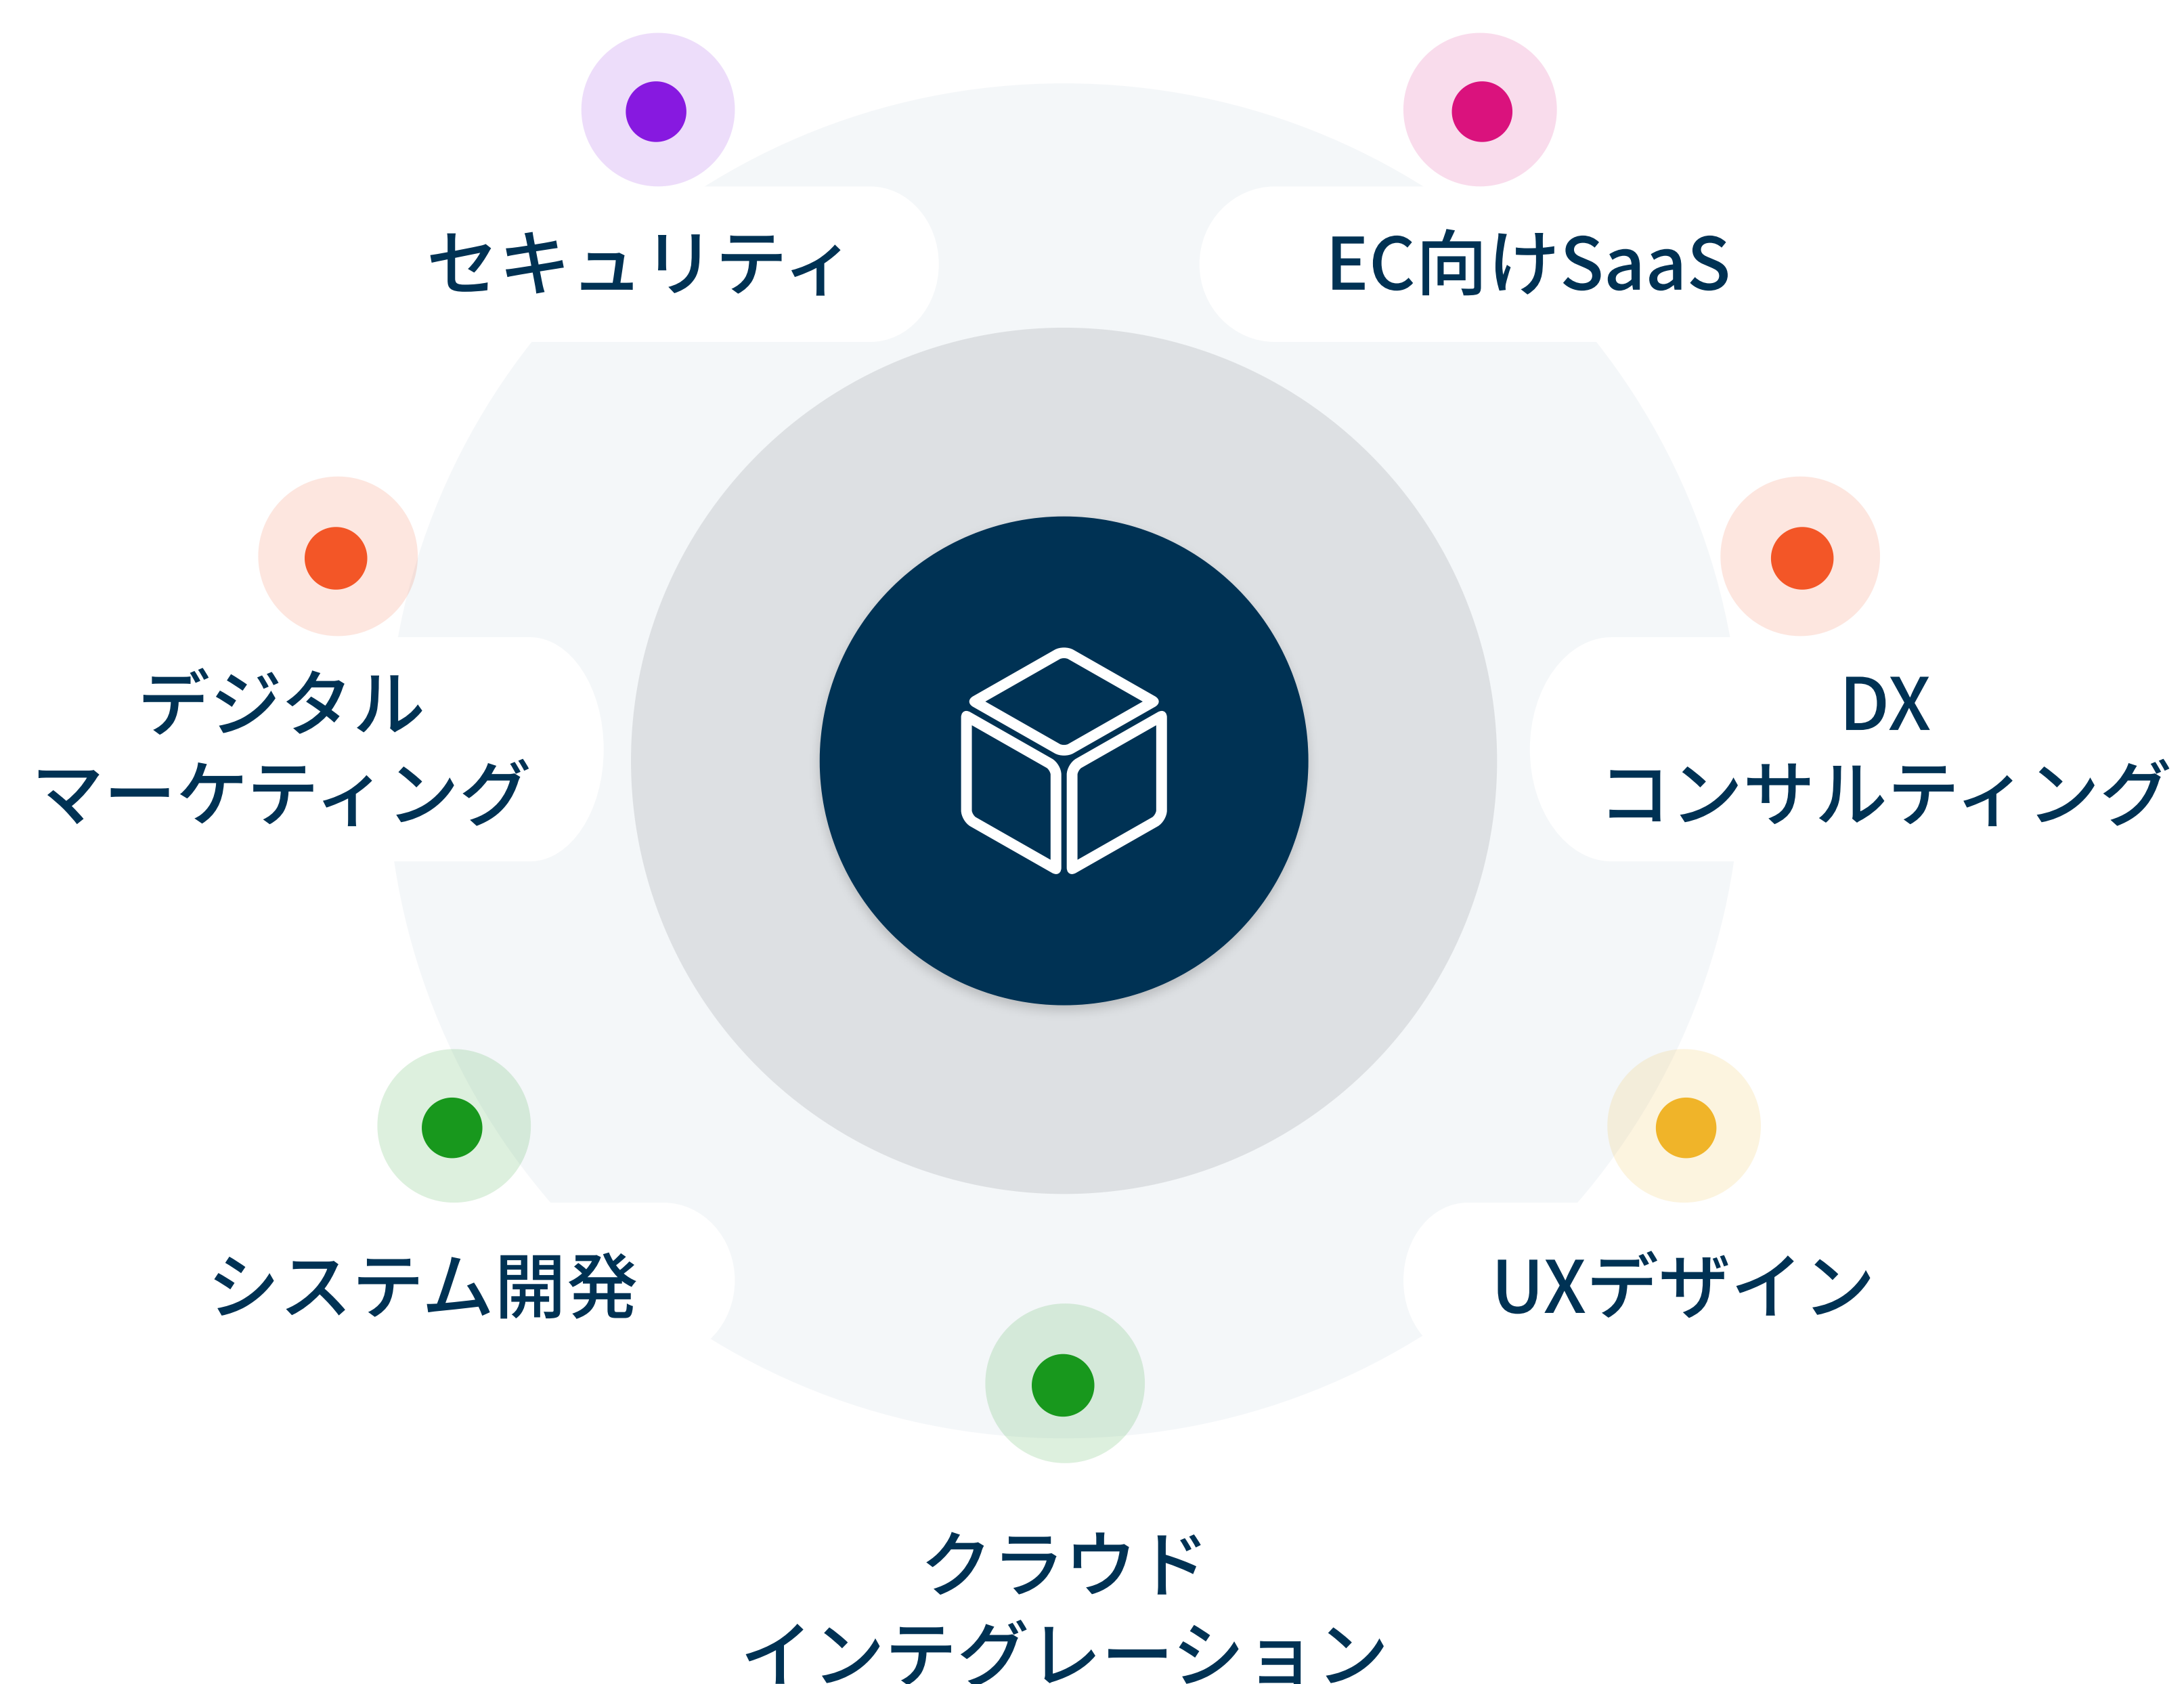 セキュリティ
EC向けSaaS
デジタル
マーケティング
DX
コンサルティング
システム開発
UXデザイン
クラウド
インテグレーション